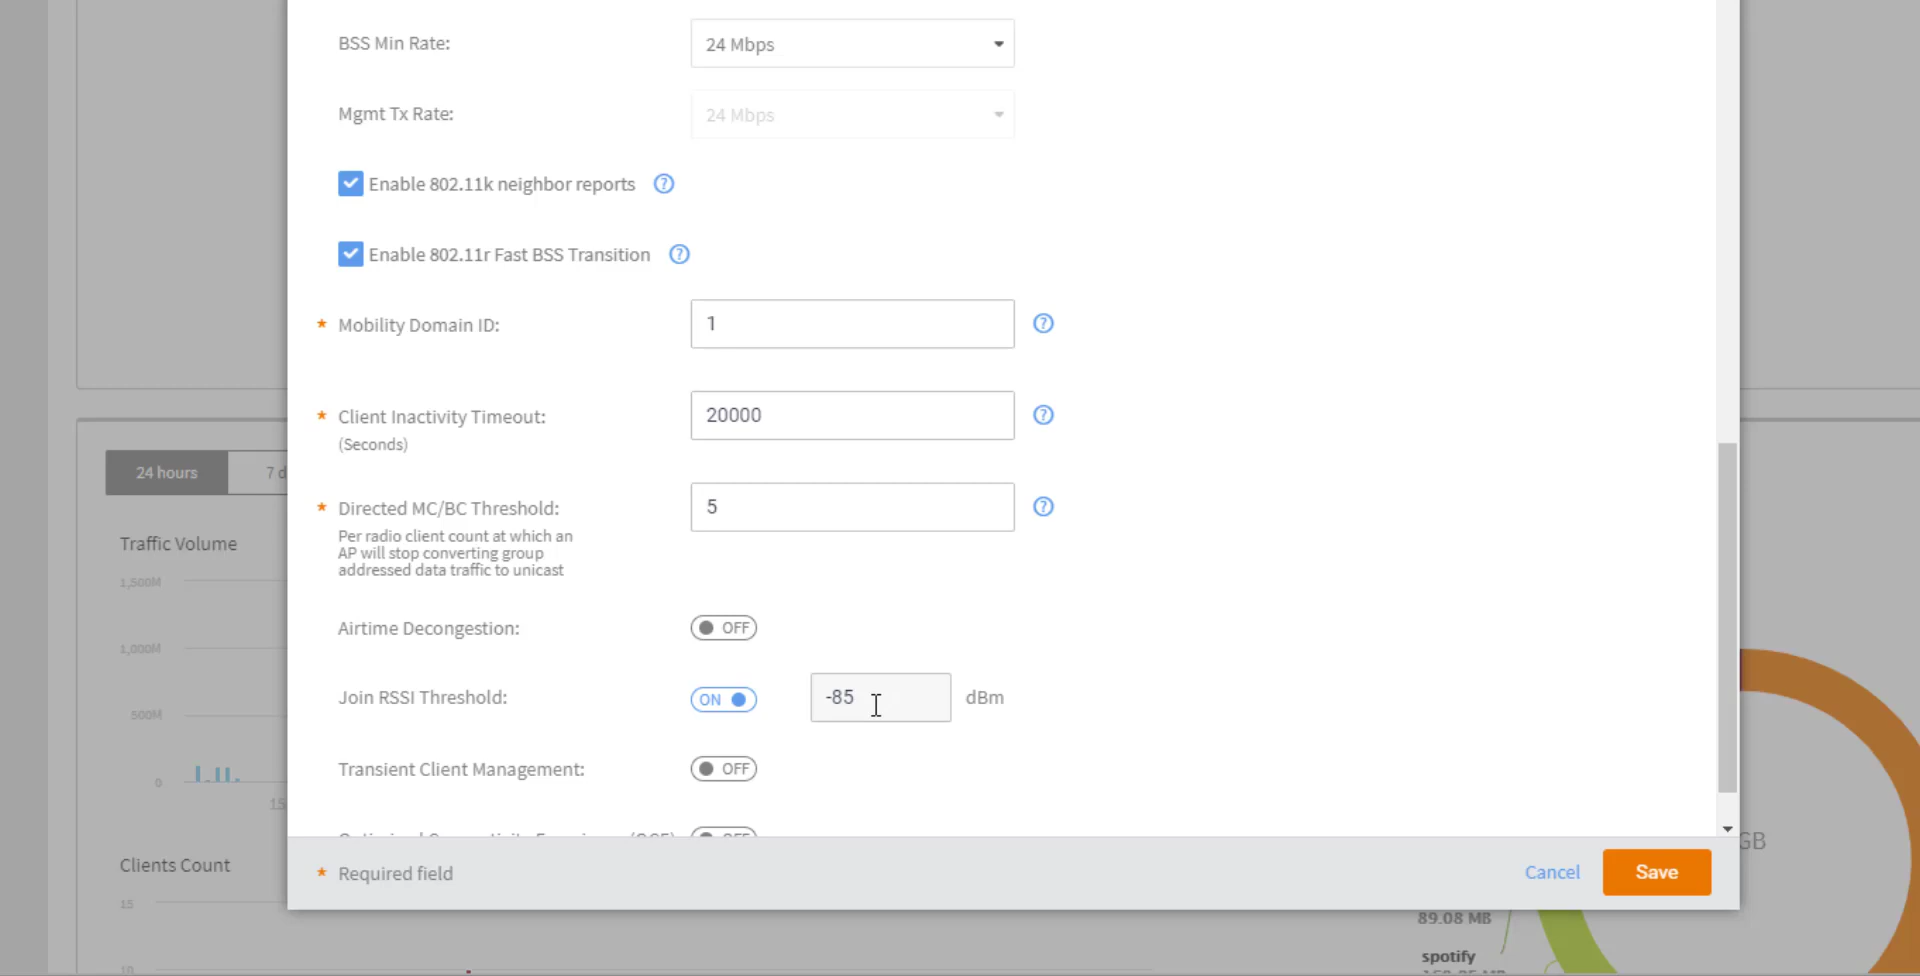 BSS Min Rate:
24 Mbps
Mgmt Tx Rate:
24 Mbps
Enable 802.11k neighbor reports
?
Enable 802.11r Fast BSS Transition
?
* Mobility Domain ID:
1
?
* Client Inactivity Timeout:
(Seconds)
20000
?
* Directed MC/BC Threshold:
Per radio client count at which an
AP will stop converting group
addressed data traffic to unicast
5
?
Airtime Decongestion:
OFF
Join RSSI Threshold:
ON
-85
dBm
Transient Client Management:
OFF
* Required field
Cancel
Save
24 hours
7 d
Traffic Volume
1,500M
1,000M
500M
0
15
Clients Count
15
10
GB
89.08 MB
spotify